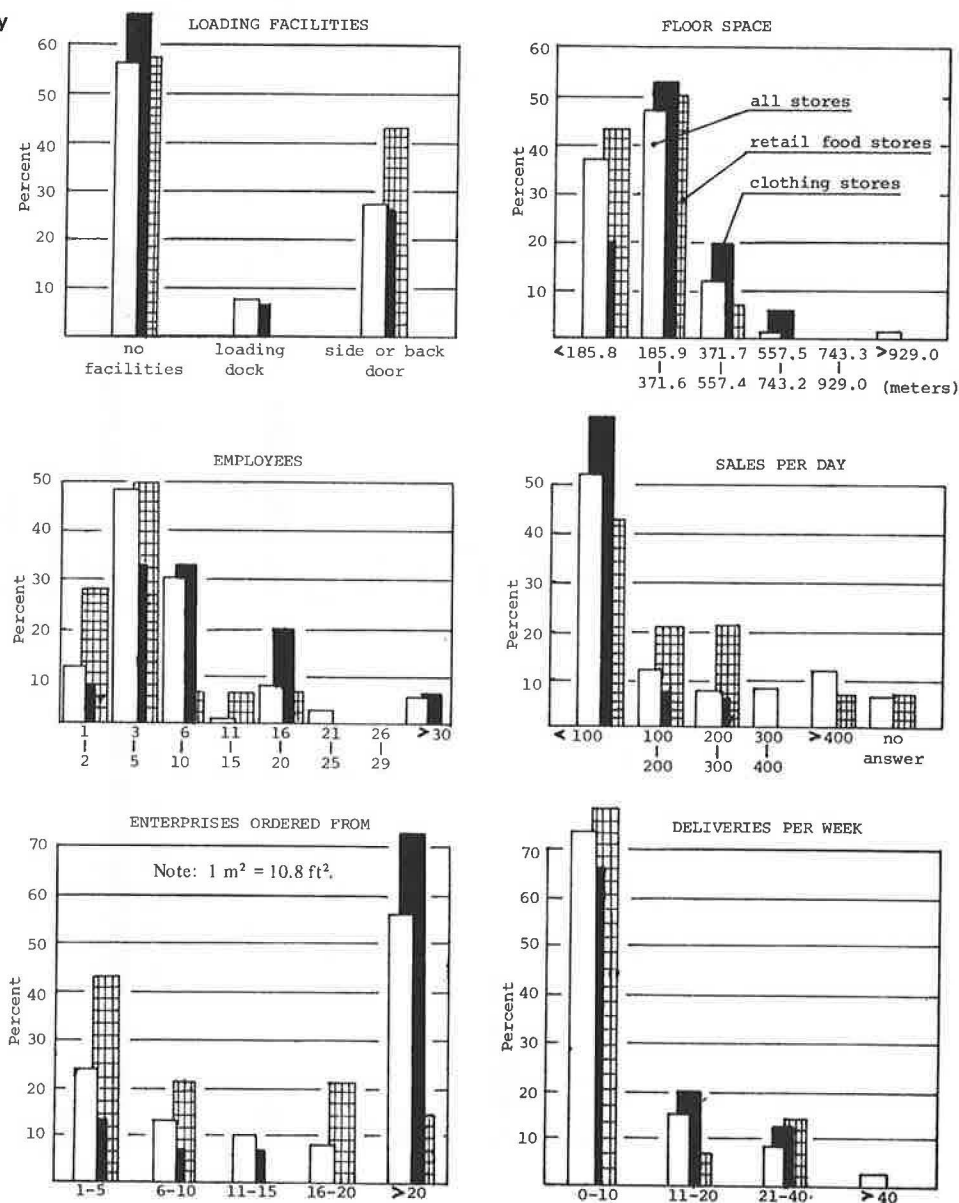 y
LOADING FACILITIES
60
50
40
30
20
10
Percent
no facilities
loading dock
side or back door
FLOOR SPACE
60
50
40
30
20
10
Percent
all stores
retail food stores
clothing stores
<185.8
185.9 | 371.6
371.7 | 557.4
557.5 | 743.2
743.3 | 929.0
>929.0
(meters)
EMPLOYEES
50
40
30
20
10
Percent
1 | 2
3 | 5
6 | 10
11 | 15
16 | 20
21 | 25
26 | 29
>30
SALES PER DAY
50
40
30
20
10
Percent
< 100
100 | 200
200 | 300
300 | 400
>400
no answer
ENTERPRISES ORDERED FROM
Note: 1 m² = 10.8 ft².
70
60
50
40
30
20
10
Percent
1-5
6-10
11-15
16-20
>20
DELIVERIES PER WEEK
70
60
50
40
30
20
10
Percent
0-10
11-20
21-40
> 40